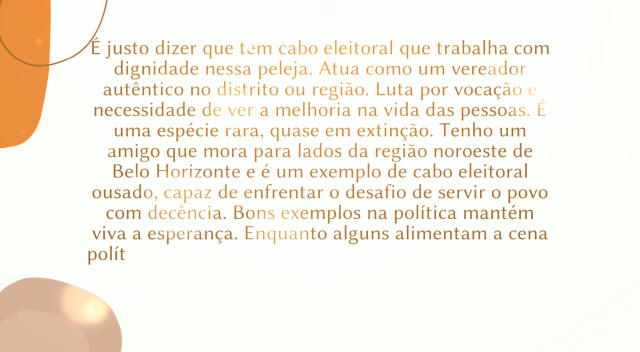 É justo dizer que tem cabo eleitoral que trabalha com
dignidade nessa peleja. Atua como um vereador
autêntico no distrito ou região. Luta por vocação e
necessidade de ver a melhoria na vida das pessoas. É
uma espécie rara, quase em extinção. Tenho um
amigo que mora para lados da região noroeste de
Belo Horizonte e é um exemplo de cabo eleitoral
ousado, capaz de enfrentar o desafio de servir o povo
com decência. Bons exemplos na política mantém
viva a esperança. Enquanto alguns alimentam a cena
polít